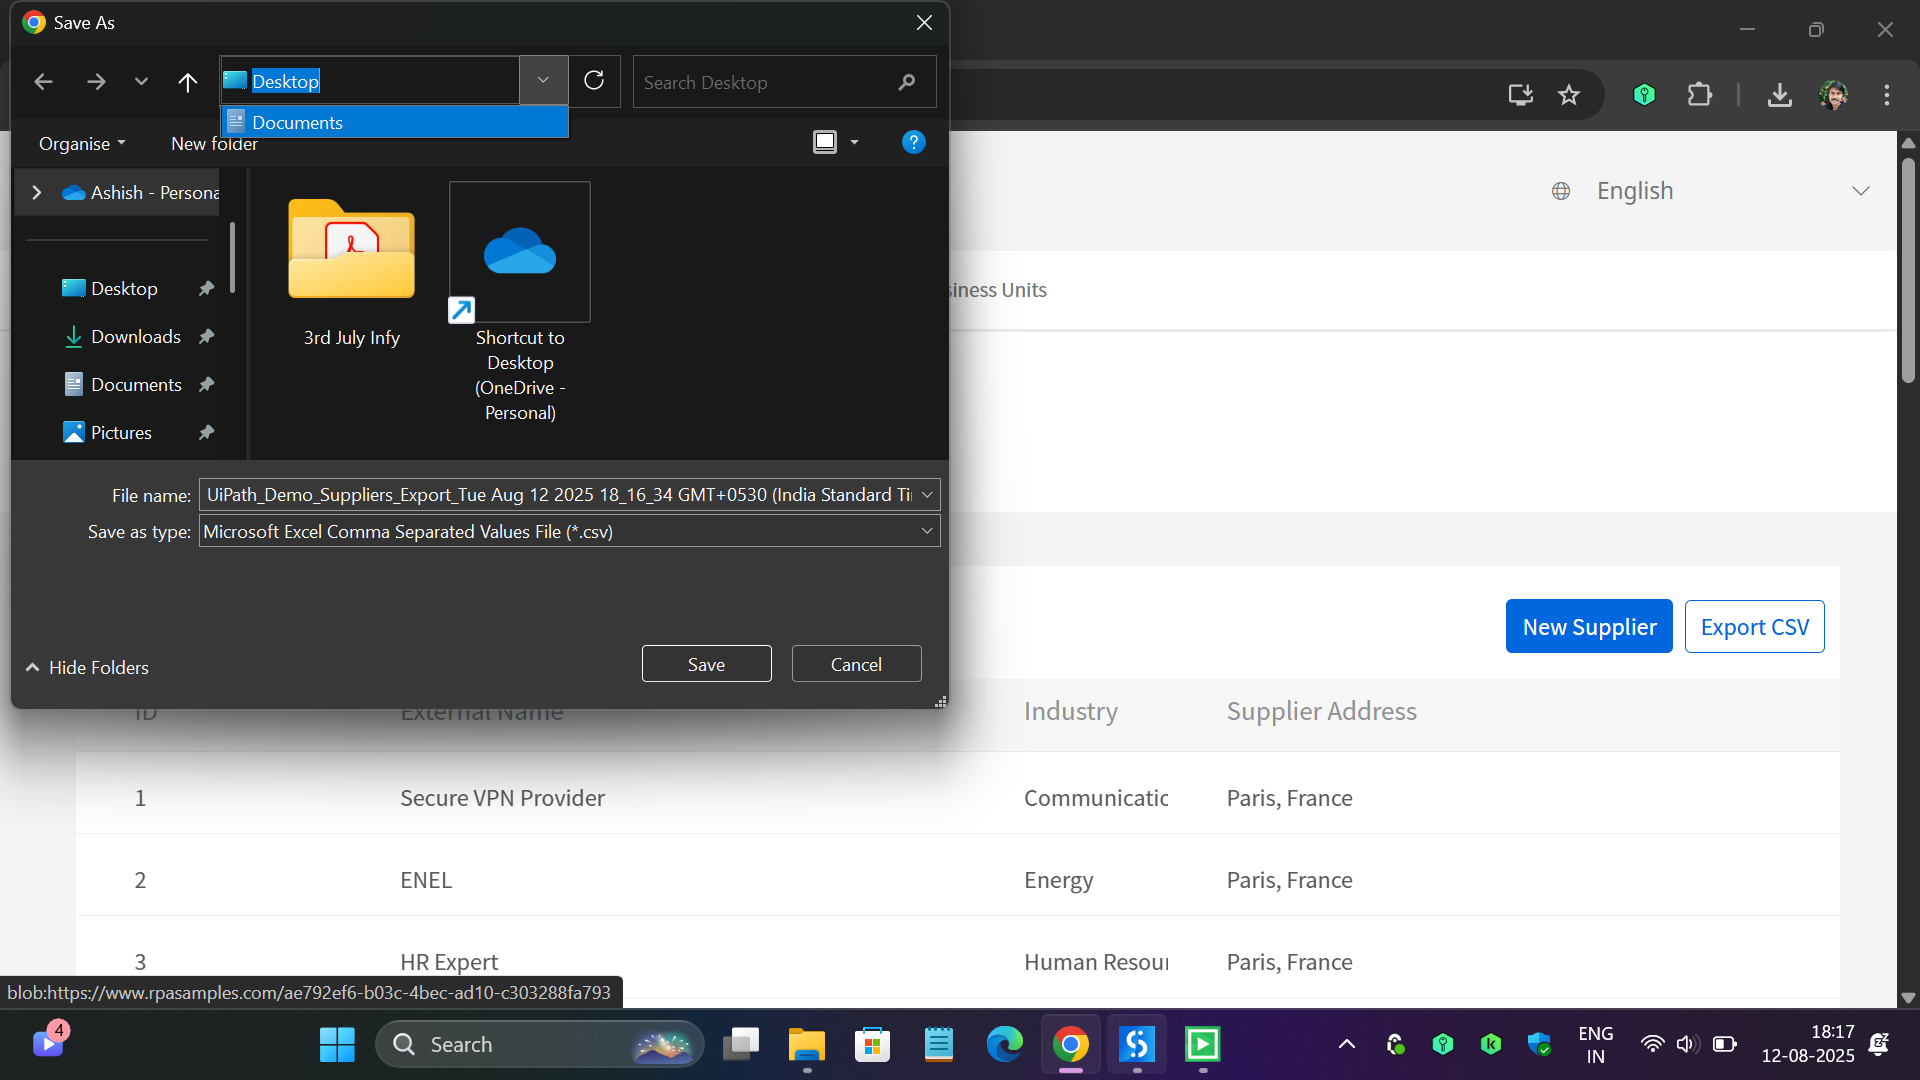 Save As
Desktop
Search Desktop
Documents
Organise
New folder
?
Ashish - Persona
Desktop
Downloads
Documents
Pictures
3rd July Infy
Shortcut to
Desktop
(OneDrive -
Personal)
File name:
UiPath_Demo_Suppliers_Export_Tue Aug 12 2025 18_16_34 GMT+0530 (India Standard Ti
Save as type:
Microsoft Excel Comma Separated Values File (*.csv)
Hide Folders
Save
Cancel
English
siness Units
New Supplier
Export CSV
ID
External Name
Industry
Supplier Address
1
Secure VPN Provider
Communicatic
Paris, France
2
ENEL
Energy
Paris, France
3
HR Expert
Human Resour
Paris, France
blob:https://www.rpasamples.com/ae792ef6-b03c-4bec-ad10-c303288fa793
4
Search
ENG
IN
18:17
12-08-2025